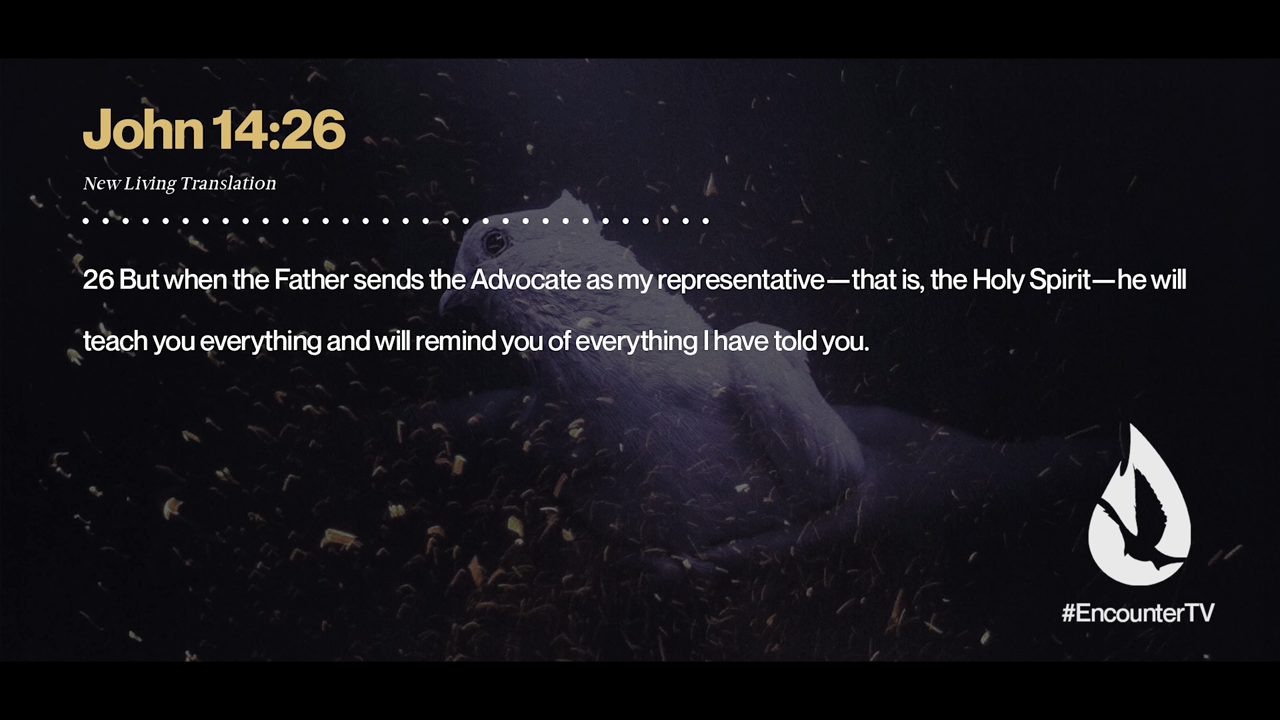 John 14:26
New Living Translation
26 But when the Father sends the Advocate as my representative—that is, the Holy Spirit—he will
teach you everything and will remind you of everything I have told you.
#EncounterTV